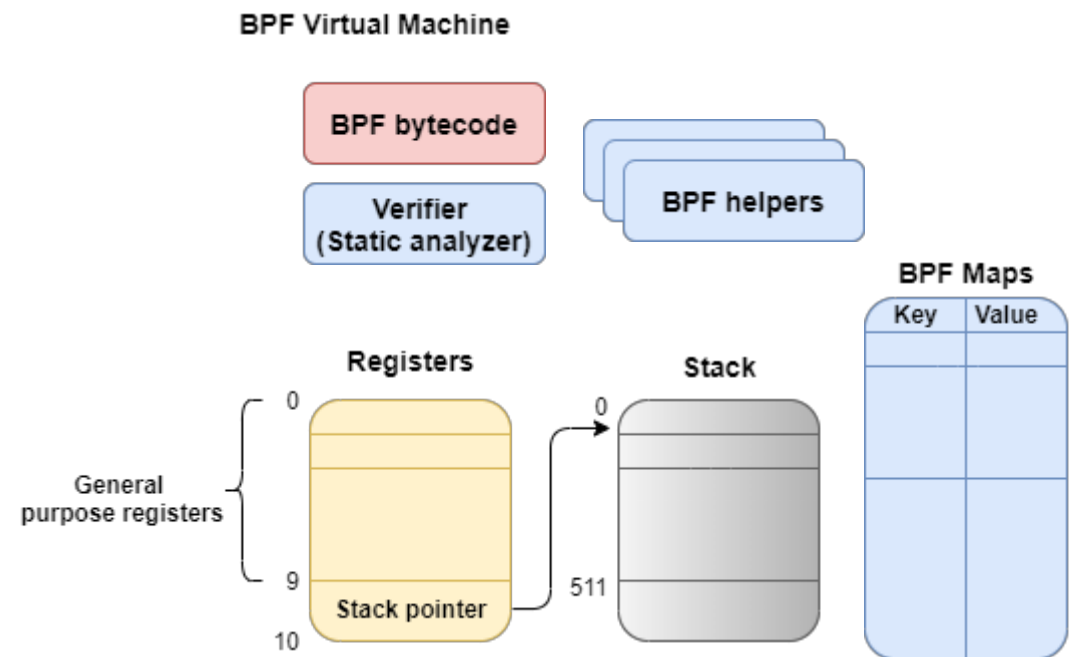 BPF Virtual Machine
BPF bytecode
Verifier
(Static analyzer)
BPF helpers
BPF Maps
Key
Value
Registers
Stack
0
0
General
purpose registers
9
Stack pointer
511
10